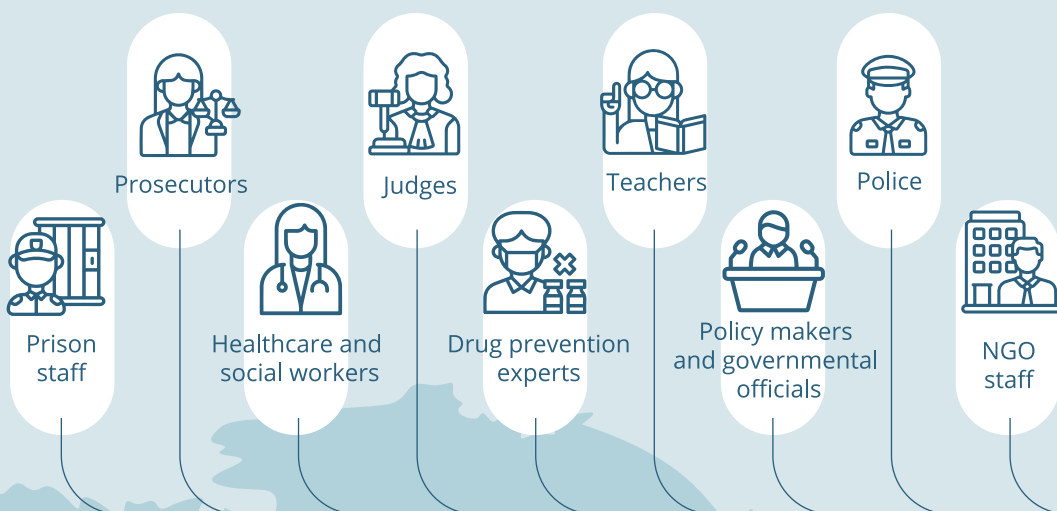 Prosecutors
Judges
Teachers
Police
Prison
staff
Healthcare and
social workers
Drug prevention
experts
Policy makers
and governmental
officials
NGO
staff